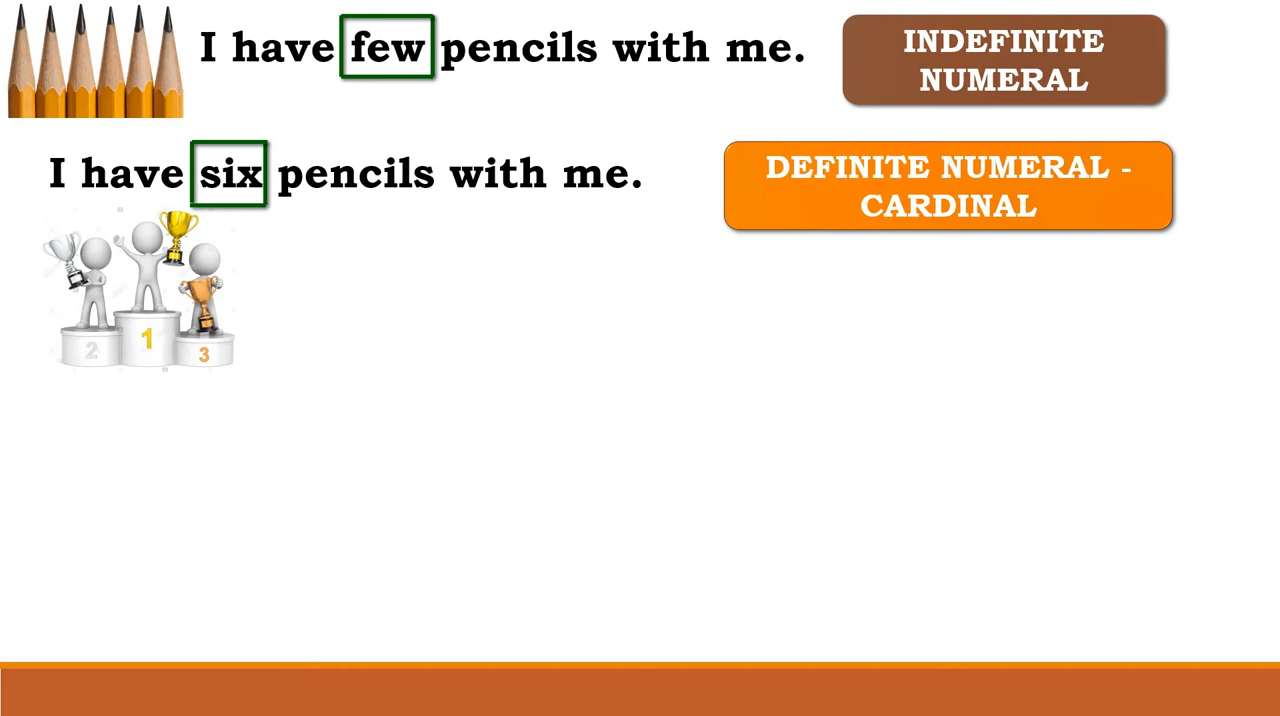 I have few pencils with me.
INDEFINITE
NUMERAL
I have six pencils with me.
DEFINITE NUMERAL -
CARDINAL
2
1
3